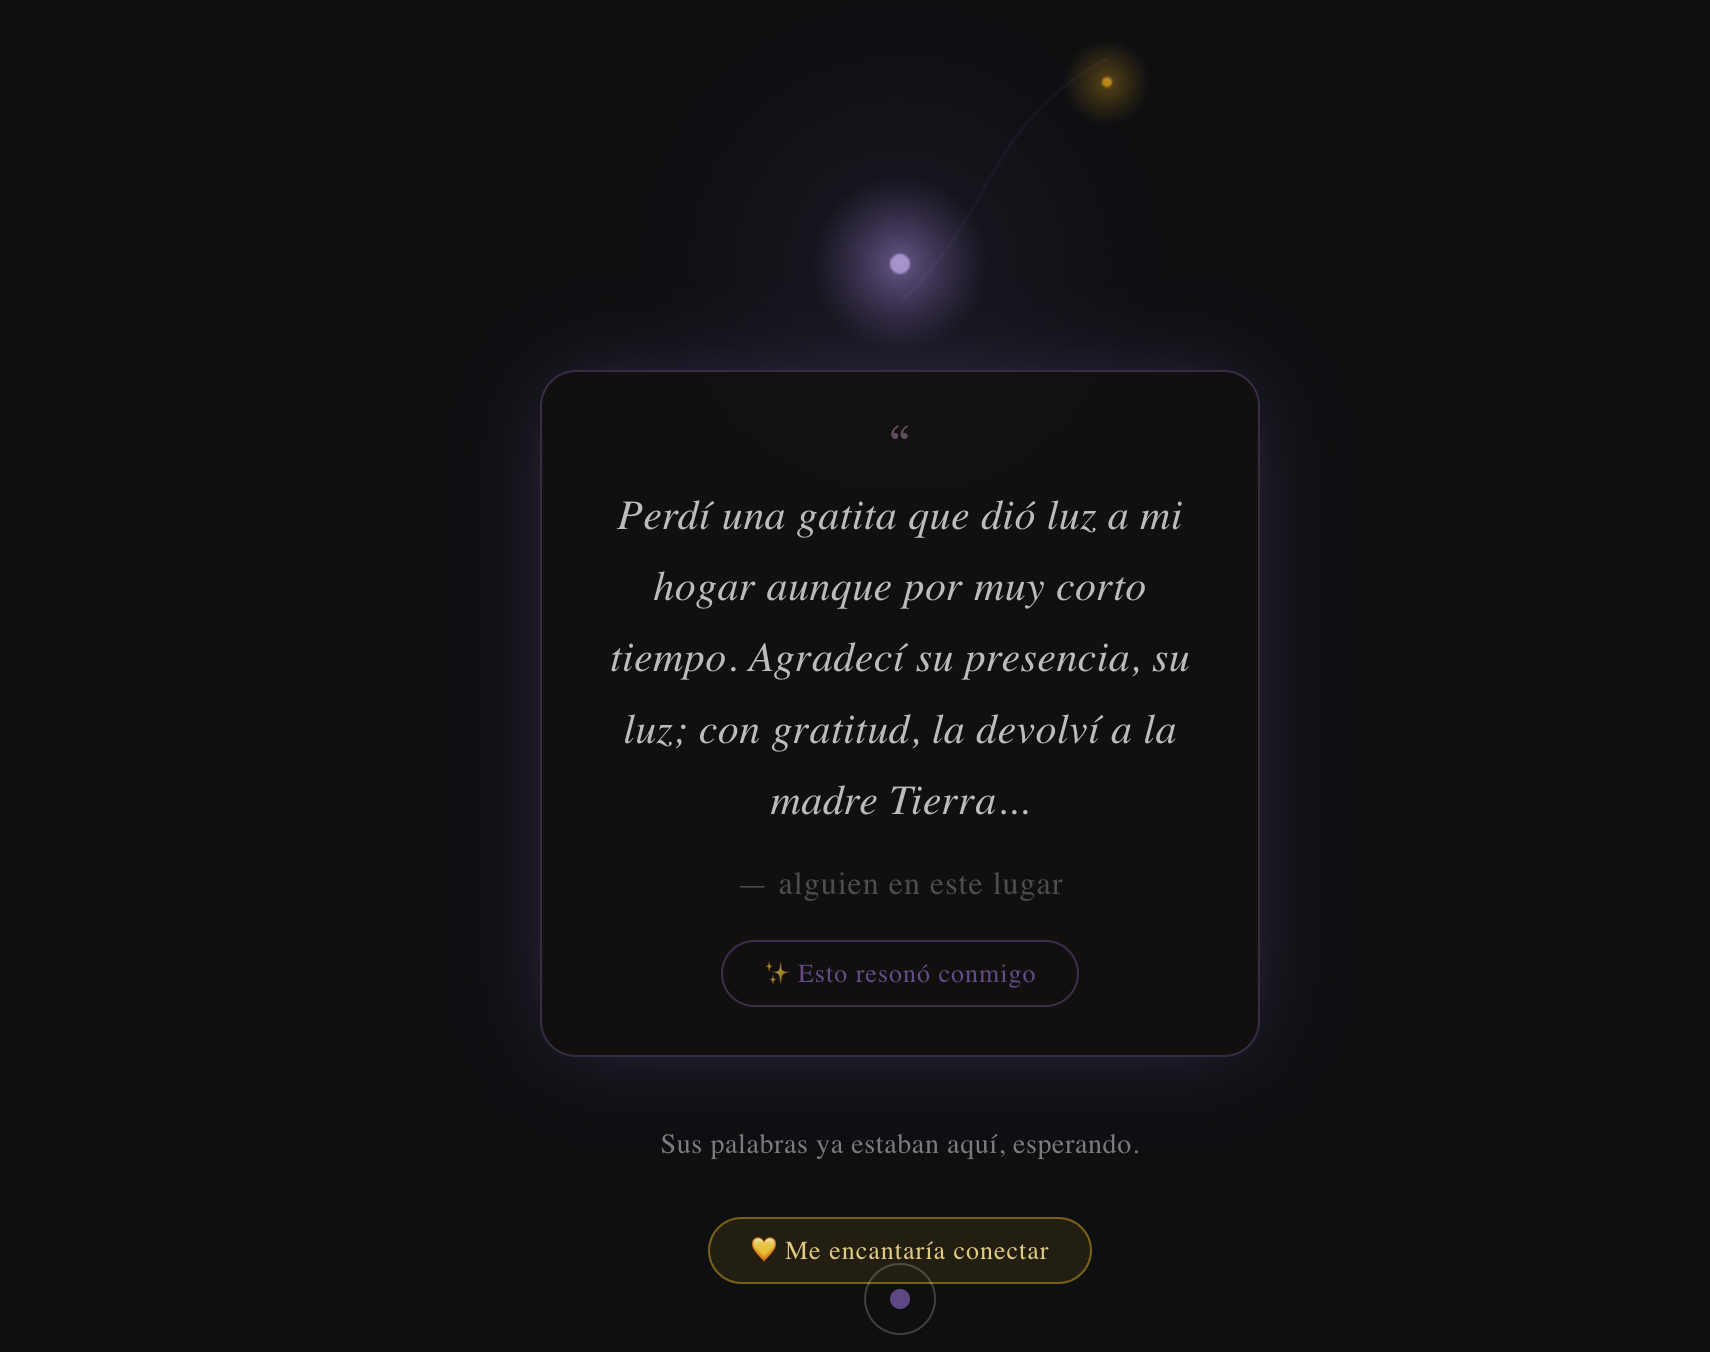 “
Perdí una gatita que dió luz a mi
hogar aunque por muy corto
tiempo. Agradecí su presencia, su
luz; con gratitud, la devolví a la
madre Tierra...
— alguien en este lugar
✨ Esto resonó conmigo
Sus palabras ya estaban aquí, esperando.
💛 Me encantaría conectar